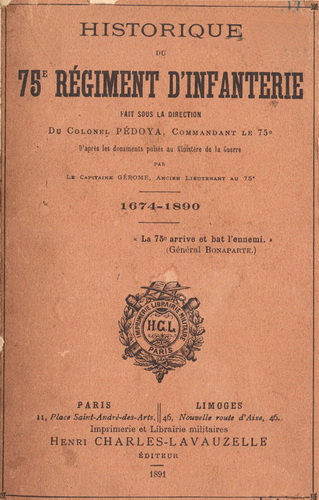 HISTORIQUE
DU
75E RÉGIMENT D'INFANTERIE
FAIT SOUS LA DIRECTION
DU COLONEL PÉDOYA, COMMANDANT LE 75e
D'après les documents puisés au Ministère de la Guerre
PAR
LE CAPITAINE GÉROME, ANCIEN LIEUTENANT AU 75e
1674-1890
« La 75e arrive et bat l'ennemi. »
(Général BONAPARTE.)
IMPRIMERIE LIBRAIRIE MILITAIRE
H.C.L
PARIS
PARIS
11, Place Saint-André-des-Arts.
LIMOGES
46, Nouvelle route d'Aixe, 46.
Imprimerie et Librairie militaires
HENRI CHARLES-LAVAUZELLE
ÉDITEUR
1891